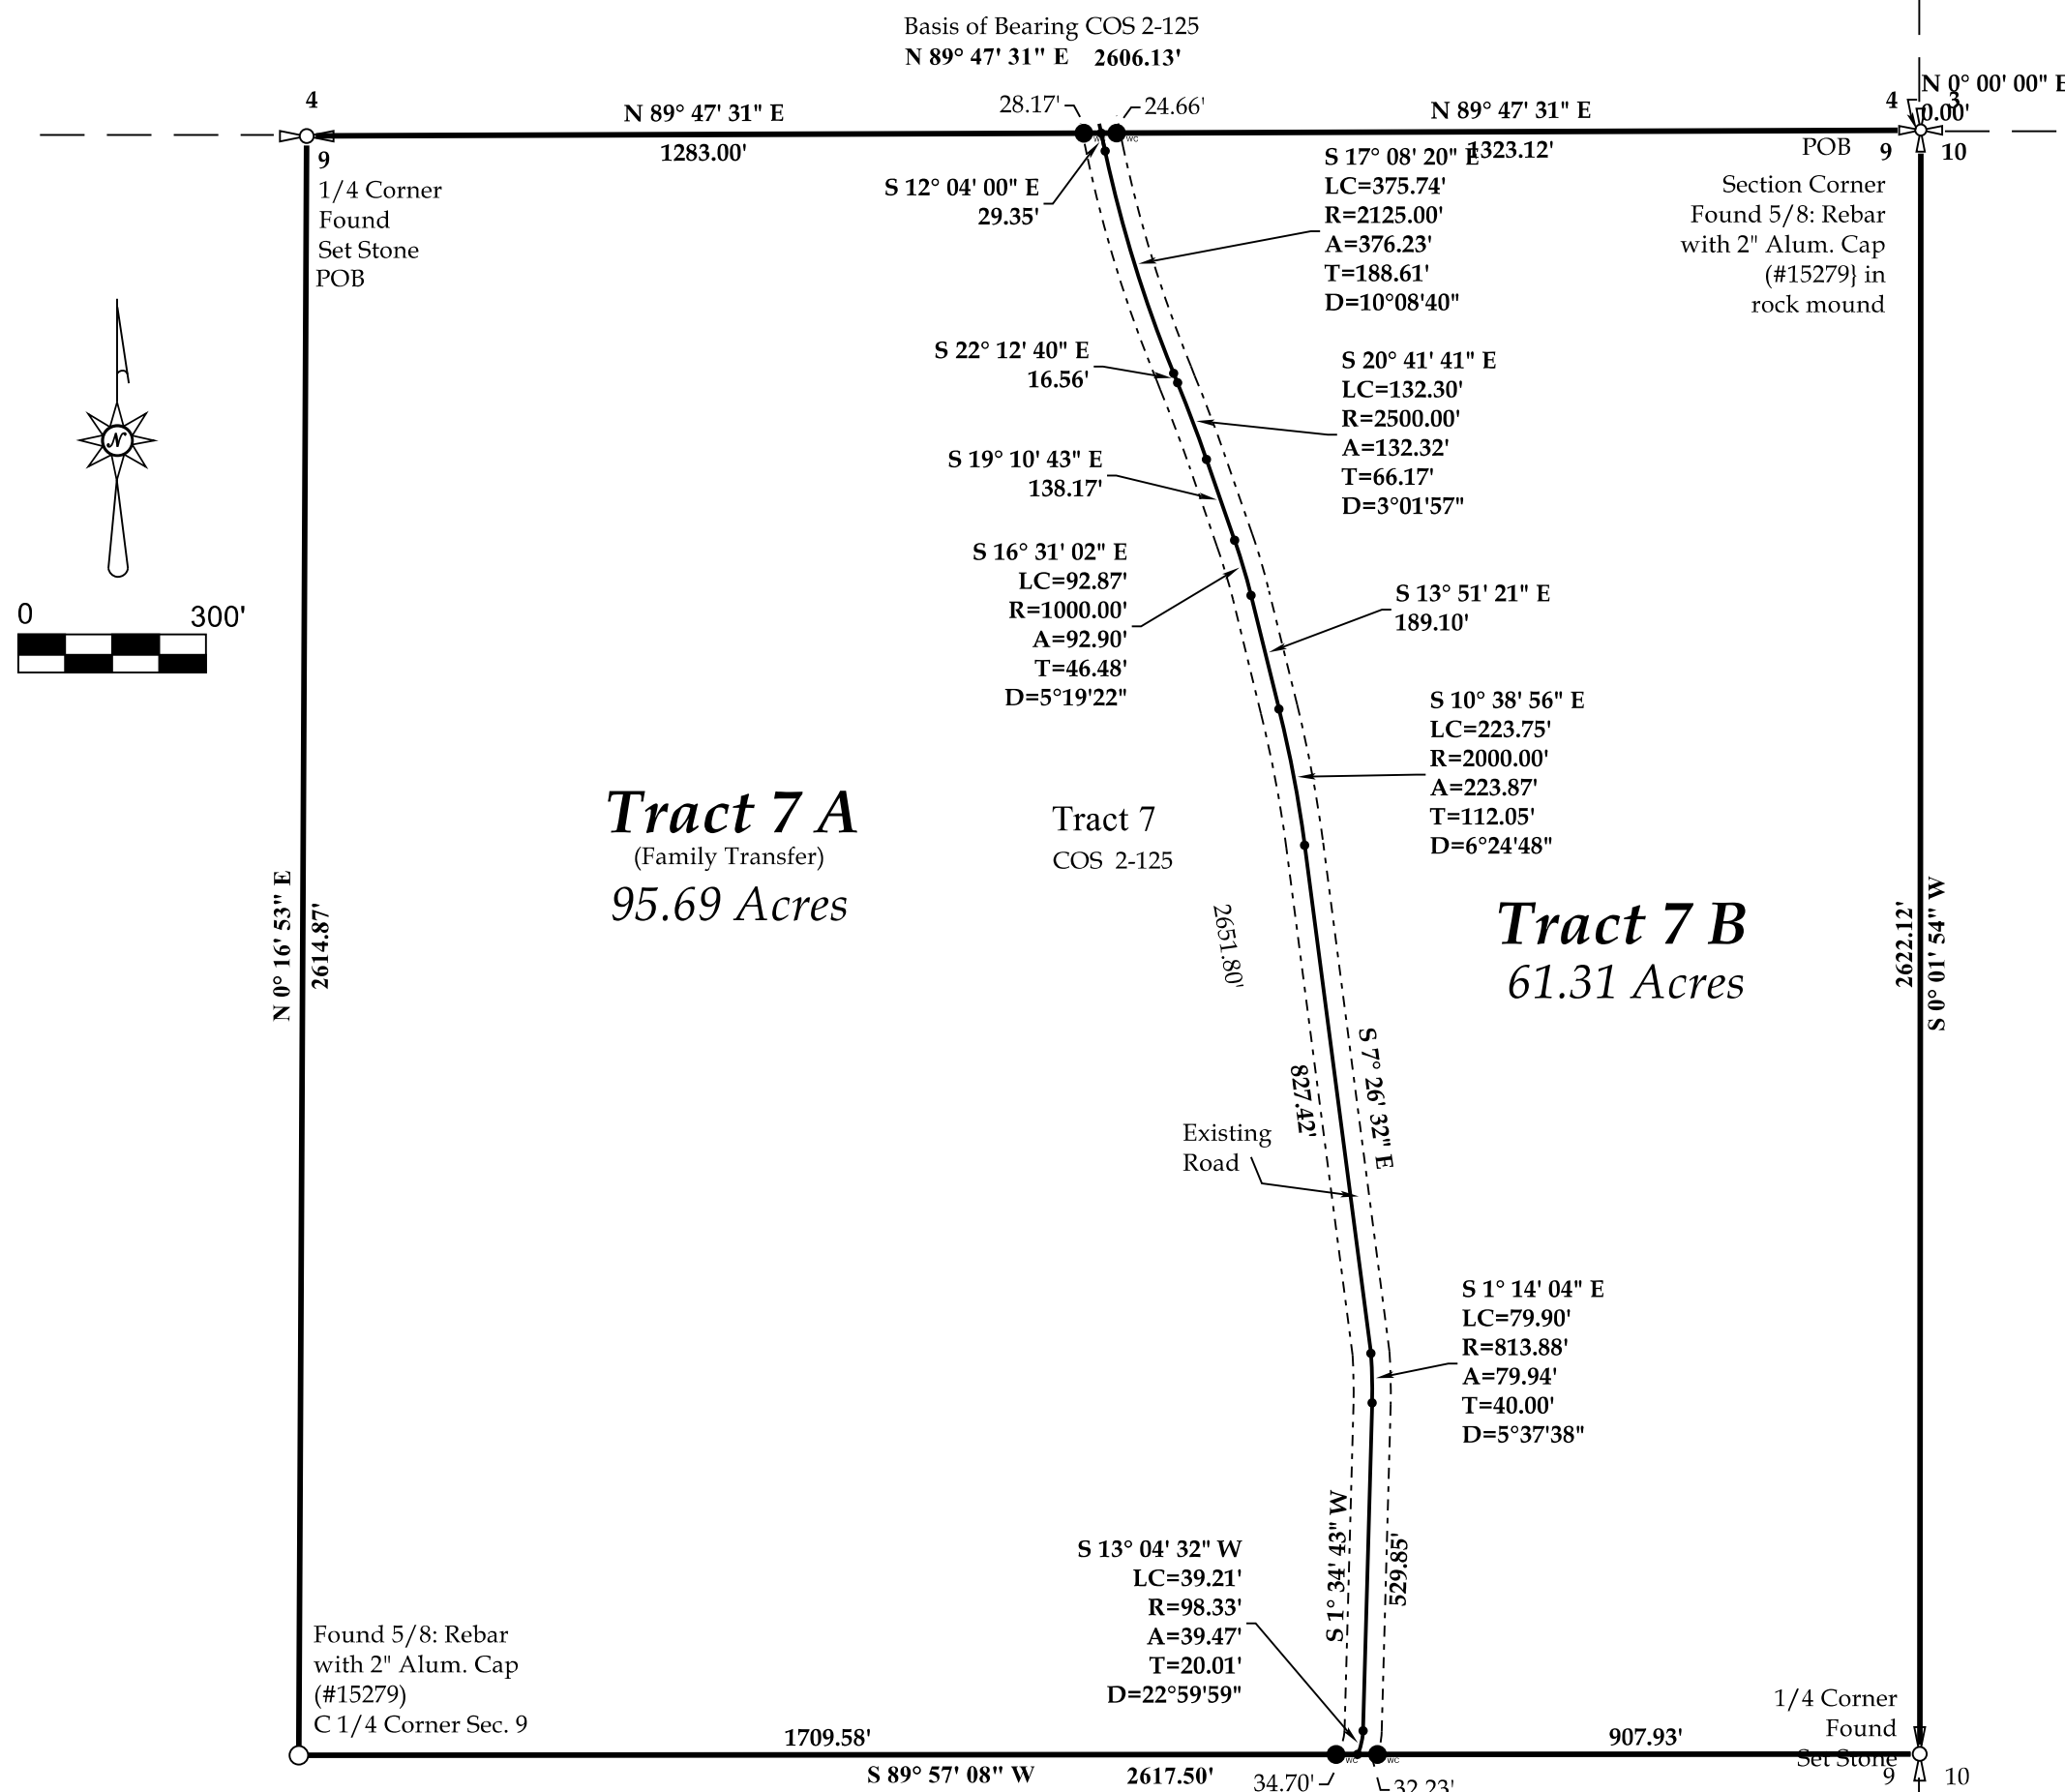 Basis of Bearing COS 2-125
N 89° 47' 31" E 2606.13'
N 0° 00' 00" E
0.00'
4
N 89° 47' 31" E
28.17'
24.66'
N 89° 47' 31" E
4
3
9
1283.00'
1323.12'
POB
9
10
1/4 Corner
Found
Set Stone
POB
S 12° 04' 00" E
29.35'
S 17° 08' 20" E
LC=375.74'
R=2125.00'
A=376.23'
T=188.61'
D=10°08'40"
Section Corner
Found 5/8: Rebar
with 2" Alum. Cap
(#15279} in
rock mound
WC
S 22° 12' 40" E
16.56'
S 20° 41' 41" E
LC=132.30'
R=2500.00'
A=132.32'
T=66.17'
D=3°01'57"
N
S 19° 10' 43" E
138.17'
0 300'
S 16° 31' 02" E
LC=92.87'
R=1000.00'
A=92.90'
T=46.48'
D=5°19'22"
S 13° 51' 21" E
189.10'
S 10° 38' 56" E
LC=223.75'
R=2000.00'
A=223.87'
T=112.05'
D=6°24'48"
Tract 7 A
(Family Transfer)
95.69 Acres
Tract 7
COS 2-125
Tract 7 B
61.31 Acres
N 0° 16' 53" E
2614.87'
2651.80'
2622.12'
S 0° 01' 54" W
827.42'
S 7° 26' 32" E
Existing
Road
S 1° 14' 04" E
LC=79.90'
R=813.88'
A=79.94'
T=40.00'
D=5°37'38"
S 1° 34' 43" W
529.85'
S 13° 04' 32" W
LC=39.21'
R=98.33'
A=39.47'
T=20.01'
D=22°59'59"
Found 5/8: Rebar
with 2" Alum. Cap
(#15279)
C 1/4 Corner Sec. 9
1/4 Corner
Found
Set Stone
1709.58'
907.93'
WC
WC
S 89° 57' 08" W 2617.50'
34.70'
32.23'
9
10